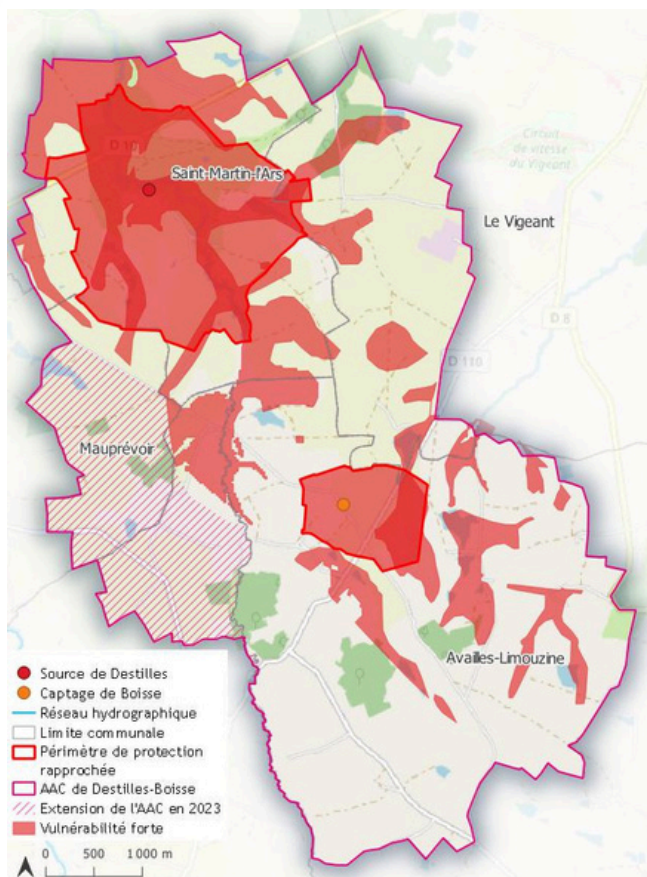 D 10
Saint-Martin-l'Ars
Circuit
de vitesse
du Vigeant
Le Vigeant
D 8
D 110
Mauprévoir
Availles-Limouzine
Source de Destilles
Captage de Boisse
Réseau hydrographique
Limite communale
Périmètre de protection
rapprochée
AAC de Destilles-Boisse
Extension de l'AAC en 2023
Vulnérabilité forte
0 500 1 000 m